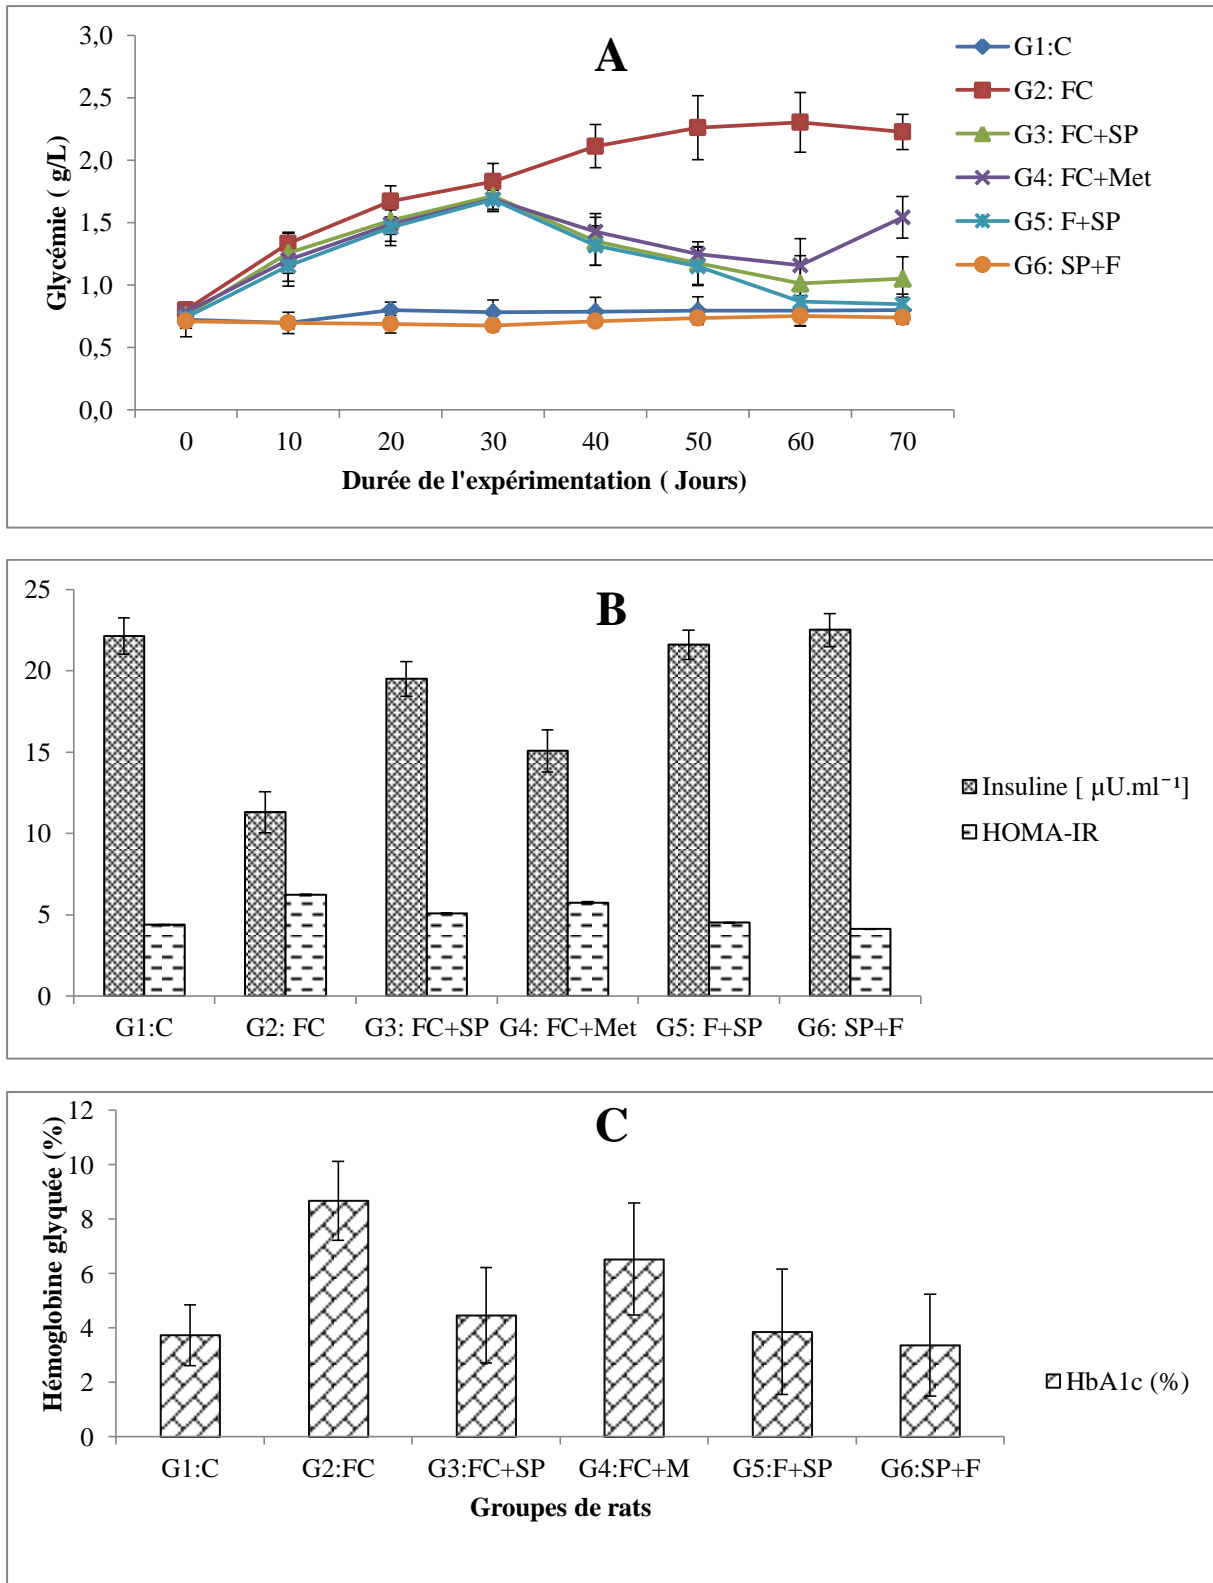 A
3,0
2,5
2,0
1,5
1,0
0,5
0,0
Glycémie ( g/L)
0 10 20 30 40 50 60 70
Durée de l'expérimentation ( Jours)
G1:C
G2: FC
G3: FC+SP
G4: FC+Met
G5: F+SP
G6: SP+F
B
25
20
15
10
5
0
G1:C G2: FC G3: FC+SP G4: FC+Met G5: F+SP G6: SP+F
Insuline [ µU.ml⁻¹]
HOMA-IR
C
12
10
8
6
4
2
0
Hémoglobine glyquée (%)
G1:C G2:FC G3:FC+SP G4:FC+M G5:F+SP G6:SP+F
Groupes de rats
HbA1c (%)